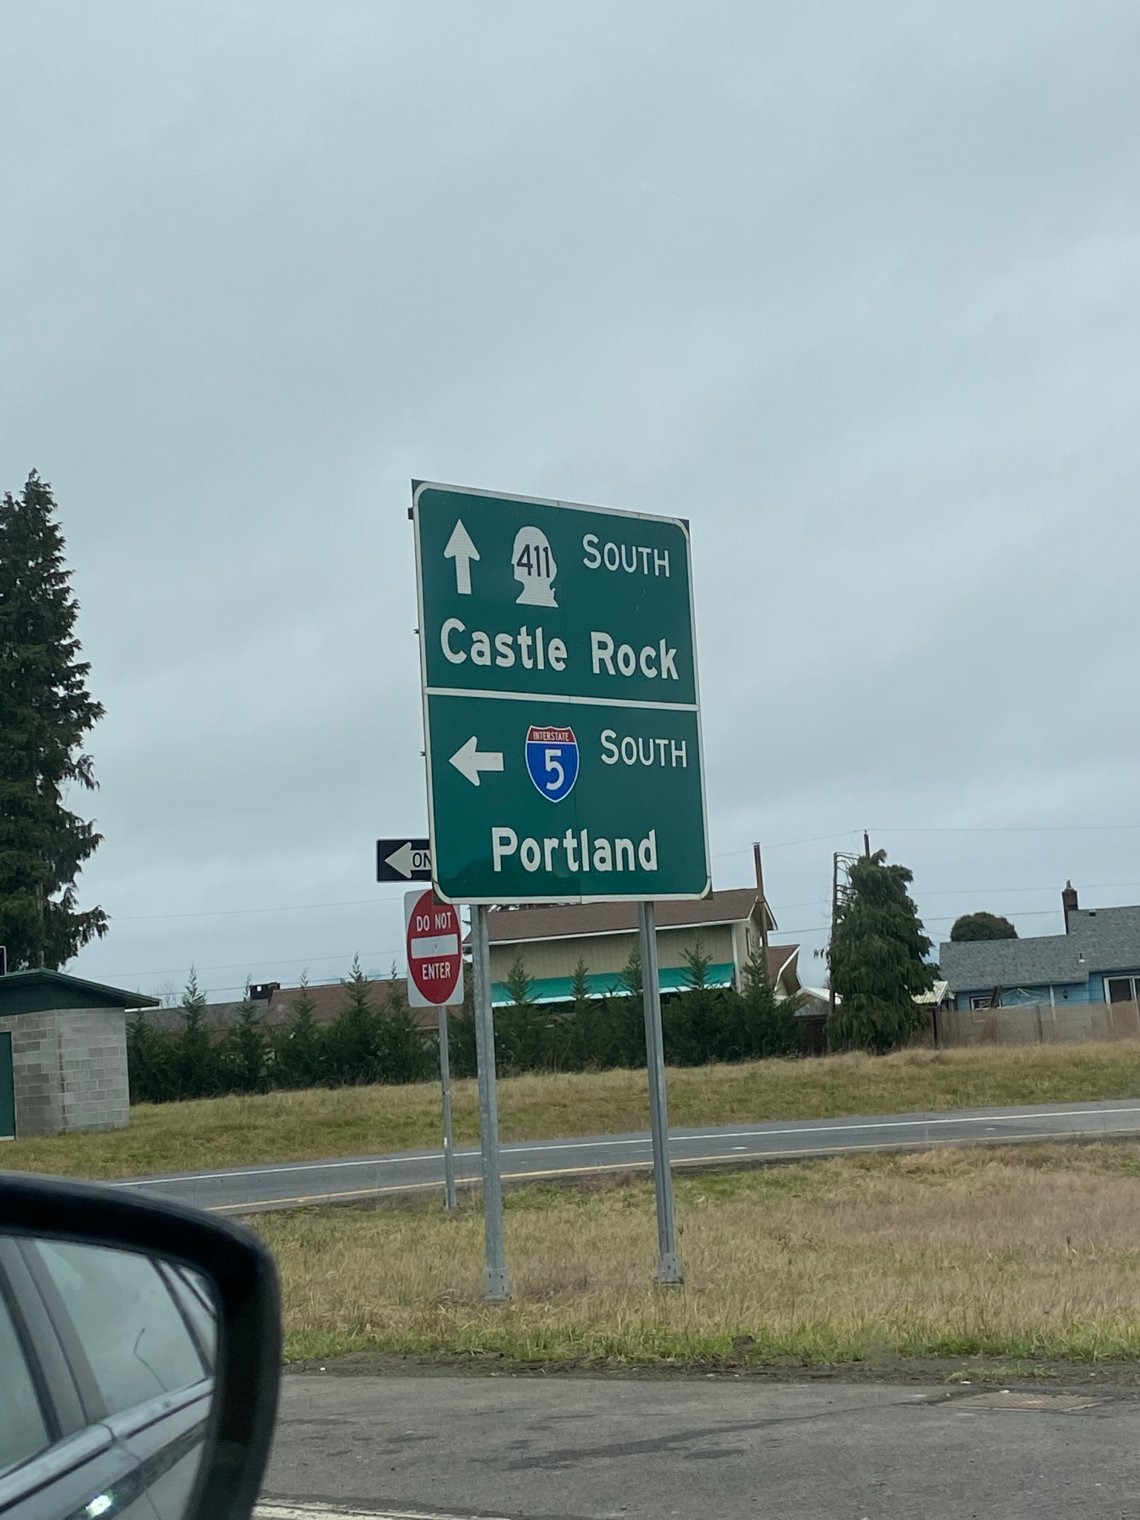 411 SOUTH
Castle Rock
INTERSTATE
5 SOUTH
Portland
DO NOT
ENTER